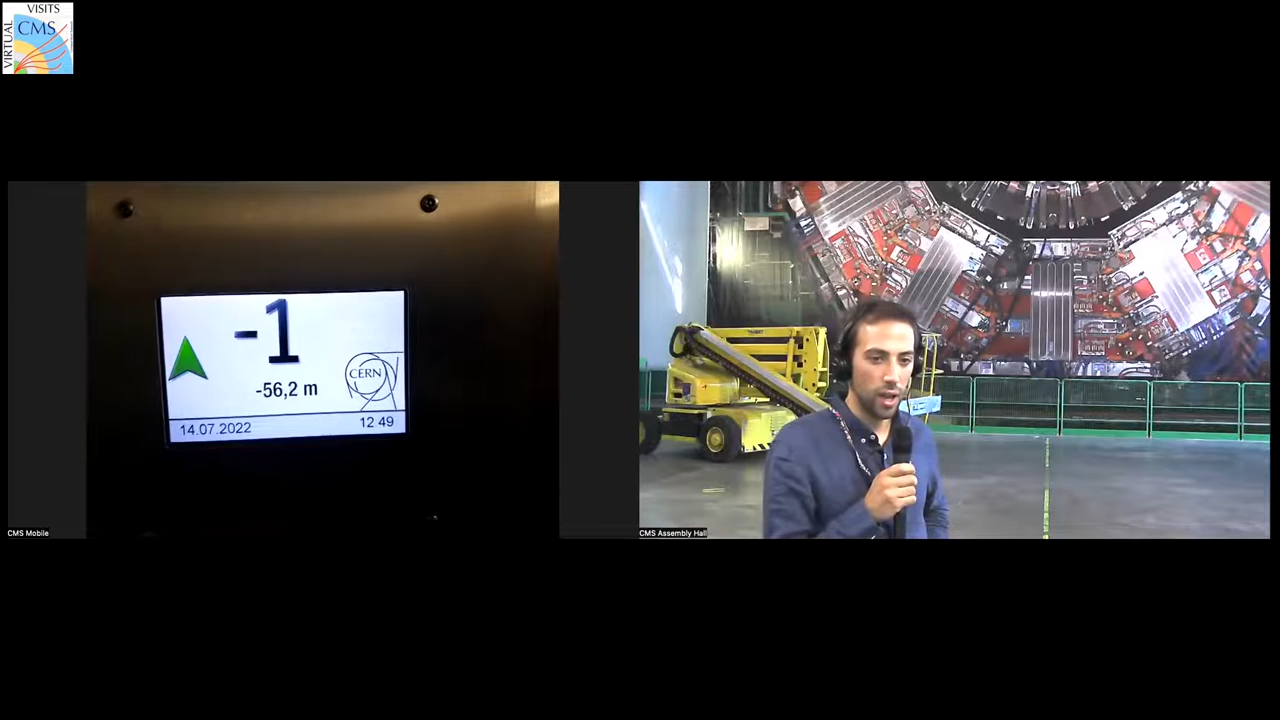 VISITS
VIRTUAL
CMS
-1
-56,2 m
CERN
14.07.2022
12 49
CMS Mobile
CMS Assembly Hall